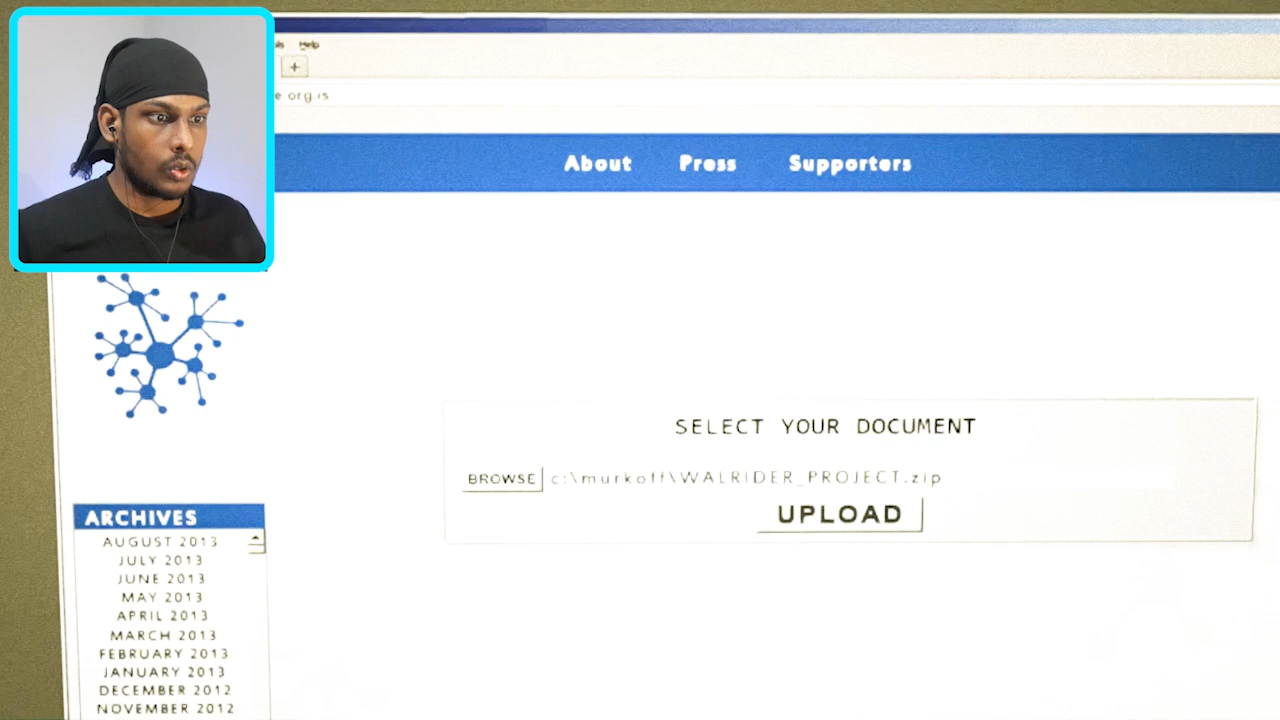 Help
+
e org.is
About Press Supporters
SELECT YOUR DOCUMENT
BROWSE c:\murkoff\WALRIDER_PROJECT.zip
UPLOAD
ARCHIVES
AUGUST 2013
JULY 2013
JUNE 2013
MAY 2013
APRIL 2013
MARCH 2013
FEBRUARY 2013
JANUARY 2013
DECEMBER 2012
NOVEMBER 2012